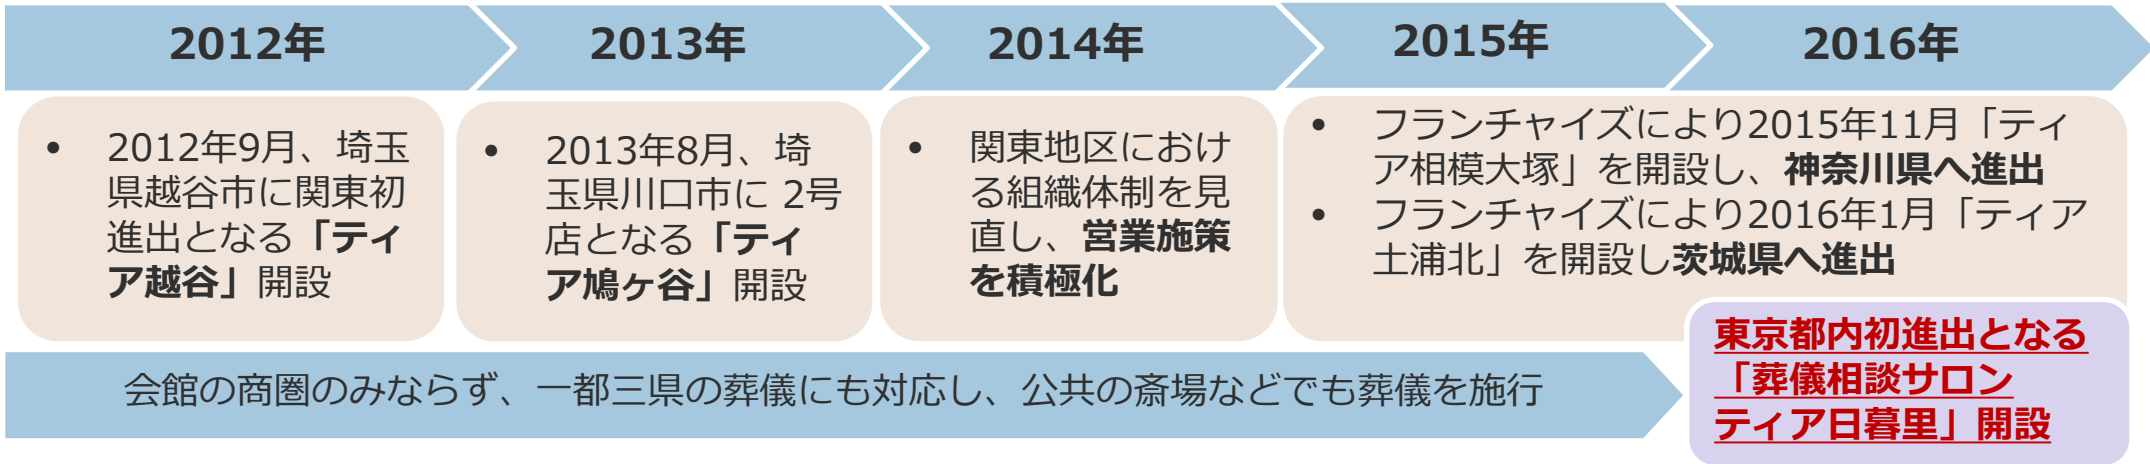 2012年
2013年
2014年
2015年
2016年
• 2012年9月、埼玉
県越谷市に関東初
進出となる「ティ
ア越谷」開設
• 2013年8月、埼
玉県川口市に 2号
店となる「ティ
ア鳩ヶ谷」開設
• 関東地区におけ
る組織体制を見
直し、営業施策
を積極化
• フランチャイズにより2015年11月「ティ
ア相模大塚」を開設し、神奈川県へ進出
• フランチャイズにより2016年1月「ティア
土浦北」を開設し茨城県へ進出
東京都内初進出となる
「葬儀相談サロン
ティア日暮里」開設
会館の商圏のみならず、一都三県の葬儀にも対応し、公共の斎場などでも葬儀を施行